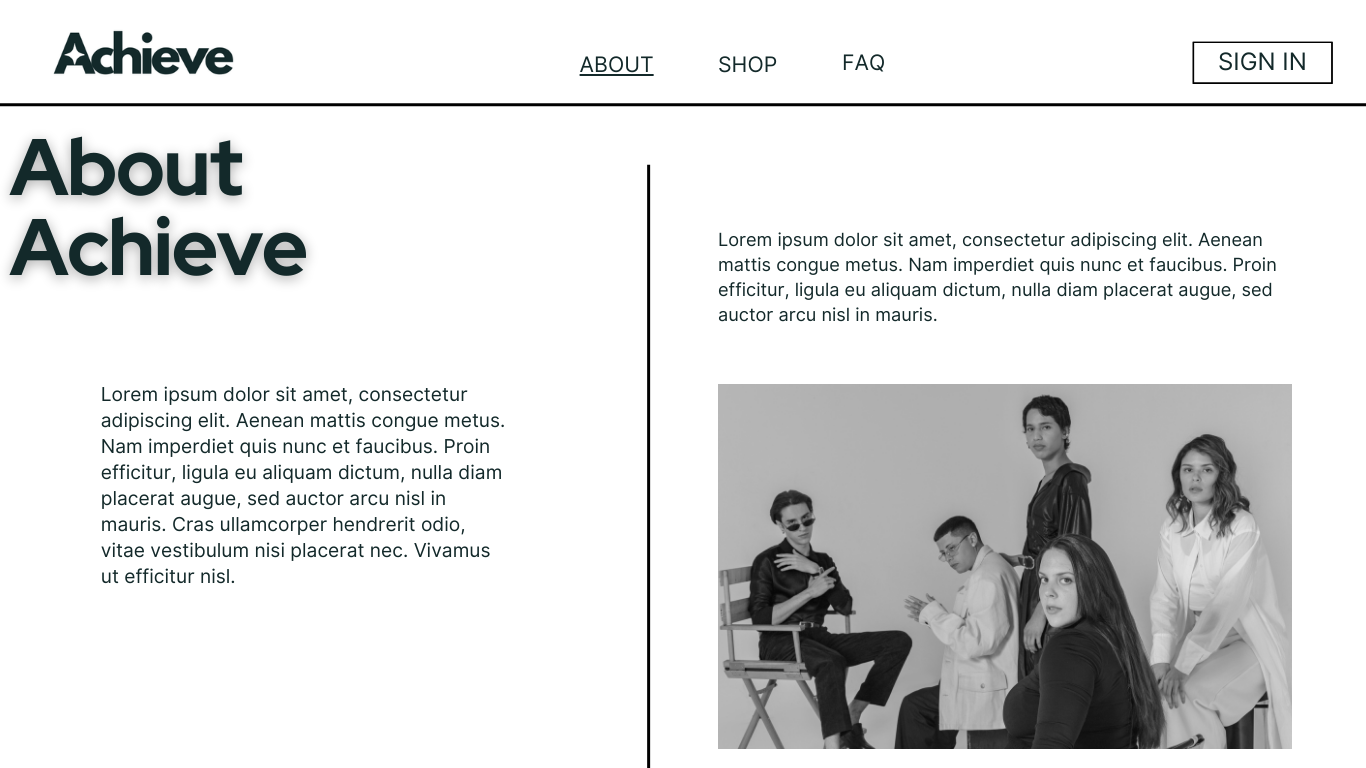 Achieve
ABOUT
SHOP
FAQ
SIGN IN
About
Achieve
Lorem ipsum dolor sit amet, consectetur
adipiscing elit. Aenean mattis congue metus.
Nam imperdiet quis nunc et faucibus. Proin
efficitur, ligula eu aliquam dictum, nulla diam
placerat augue, sed auctor arcu nisl in
mauris. Cras ullamcorper hendrerit odio,
vitae vestibulum nisi placerat nec. Vivamus
ut efficitur nisl.
Lorem ipsum dolor sit amet, consectetur adipiscing elit. Aenean
mattis congue metus. Nam imperdiet quis nunc et faucibus. Proin
efficitur, ligula eu aliquam dictum, nulla diam placerat augue, sed
auctor arcu nisl in mauris.